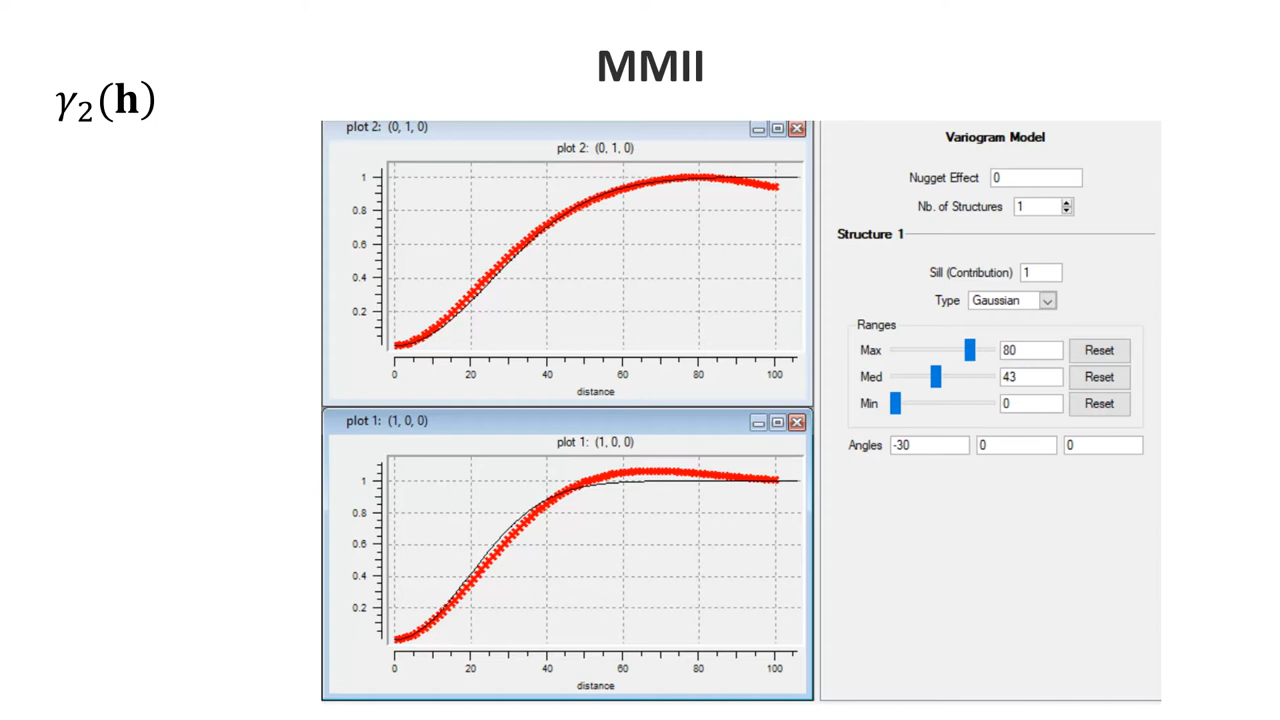 MMII
γ₂(𝐡)
plot 2: (0, 1, 0)
plot 2: (0, 1, 0)
1
0.8
0.6
0.4
0.2
0 20 40 60 80 100
distance
plot 1: (1, 0, 0)
plot 1: (1, 0, 0)
1
0.8
0.6
0.4
0.2
0 20 40 60 80 100
distance
Variogram Model
Nugget Effect 0
Nb. of Structures 1
Structure 1
Sill (Contribution) 1
Type Gaussian
Ranges
Max 80 Reset
Med 43 Reset
Min 0 Reset
Angles -30 0 0